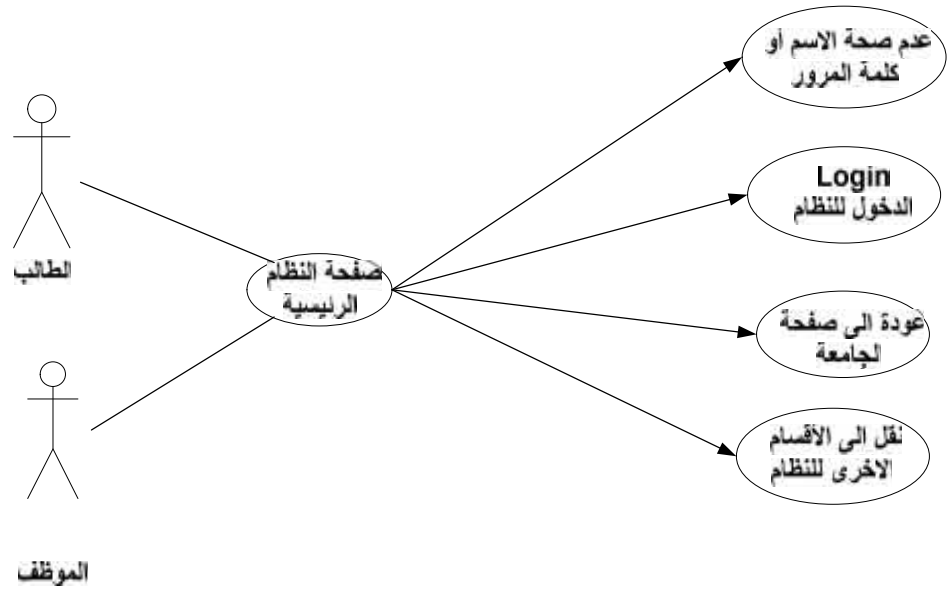 عدم صحة الاسم أو
كلمة المرور
Login
الدخول للنظام
الطالب
صفحة النظام
الرئيسية
عودة الى صفحة
لجامعة
نقل الى الأقسام
الاخرى للنظام
الموظف